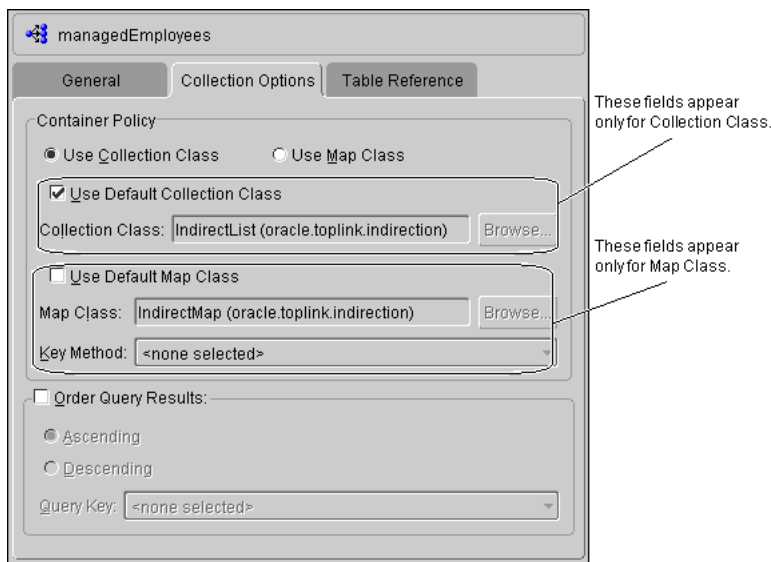 managedEmployees
General
Collection Options
Table Reference
Container Policy
Use Collection Class
Use Map Class
Use Default Collection Class
Collection Class: IndirectList (oracle.toplink.indirection) Browse...
Use Default Map Class
Map Class: IndirectMap (oracle.toplink.indirection) Browse...
Key Method: <none selected>
Order Query Results:
Ascending
Descending
Query Key: <none selected>
These fields appear
only for Collection Class.
These fields appear
only for Map Class.